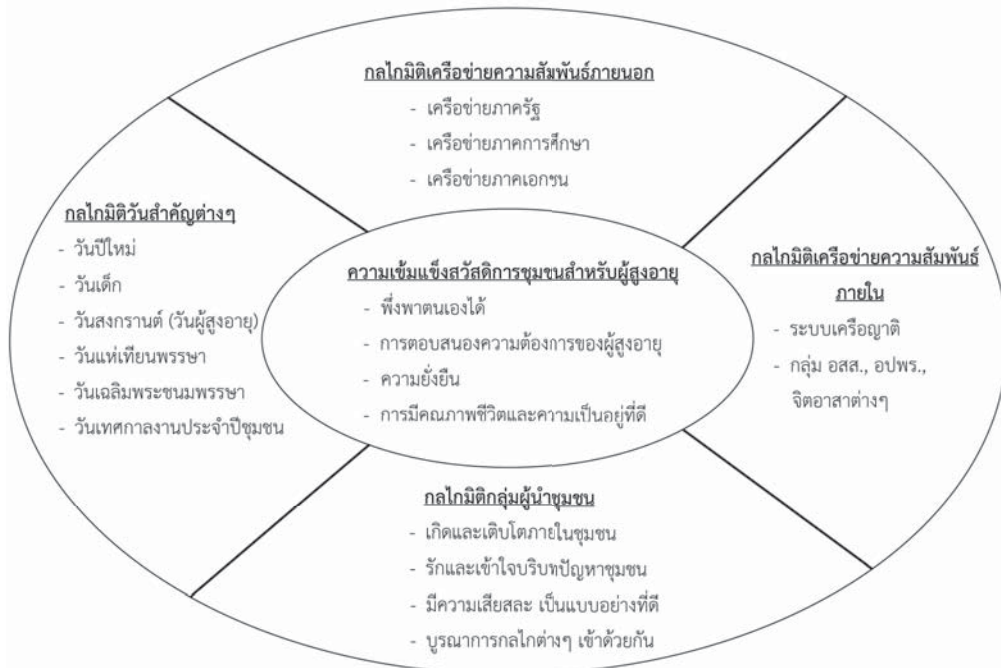 กลไกมิติเครือข่ายความสัมพันธ์ภายนอก
- เครือข่ายภาครัฐ
- เครือข่ายภาคการศึกษา
- เครือข่ายภาคเอกชน
กลไกมิติวันสำคัญต่างๆ
- วันปีใหม่
- วันเด็ก
- วันสงกรานต์ (วันผู้สูงอายุ)
- วันแห่เทียนพรรษา
- วันเฉลิมพระชนมพรรษา
- วันเทศกาลงานประจำปีชุมชน
ความเข้มแข็งสวัสดิการชุมชนสำหรับผู้สูงอายุ
- พึ่งพาตนเองได้
- การตอบสนองความต้องการของผู้สูงอายุ
- ความยั่งยืน
- การมีคณภาพชีวิตและความเป็นอยู่ที่ดี
กลไกมิติเครือข่ายความสัมพันธ์
ภายใน
- ระบบเครือญาติ
- กลุ่ม อสส., อปพร.,
จิตอาสาต่างๆ
กลไกมิติกลุ่มผู้นำชุมชน
- เกิดและเติบโตภายในชุมชน
- รักและเข้าใจบริบทปัญหาชุมชน
- มีความเสียสละ เป็นแบบอย่างที่ดี
- บูรณาการกลไกต่างๆ เข้าด้วยกัน